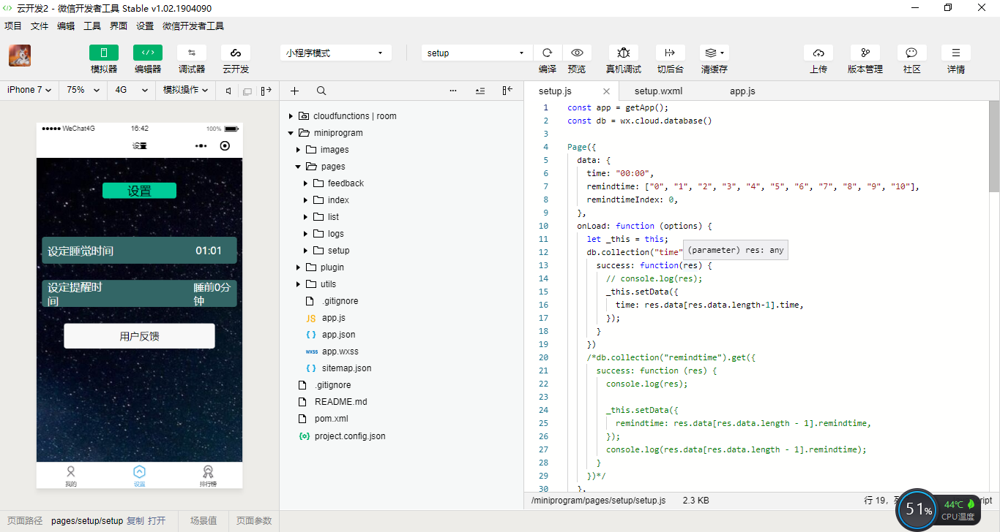 云开发2 - 微信开发者工具 Stable v1.02.1904090
项目 文件 编辑 工具 界面 设置 微信开发者工具
模拟器 编辑器 调试器 云开发
小程序模式
setup
编译 预览 真机调试 切后台 清缓存
上传 版本管理 社区 详情
iPhone 7 75% 4G 模拟操作
WeChat4G 16:42 100%
设置
设置
设定睡觉时间 01:01
设定提醒时间
睡前0分钟
用户反馈
我的 设置 排行榜
页面路径 pages/setup/setup 复制 打开 场景值 页面参数
cloudfunctions | room
miniprogram
images
pages
feedback
index
list
logs
setup
plugin
utils
.gitignore
JS app.js
{ } app.json
wxss app.wxss
{ } sitemap.json
.gitignore
README.md
pom.xml
{o} project.config.json
setup.js setup.wxml app.js
1 const app = getApp();
2 const db = wx.cloud.database()
3
4 Page({
5 data: {
6 time: "00:00",
7 remindtime: ["0", "1", "2", "3", "4", "5", "6", "7", "8", "9", "10"],
8 remindtimeIndex: 0,
9 },
10 onLoad: function (options) {
11 let _this = this;
12 db.collection("time"
(parameter) res: any
13 success: function(res) {
14 // console.log(res);
15 _this.setData({
16 time: res.data[res.data.length-1].time,
17 });
18 }
19 })
20 /*db.collection("remindtime").get({
21 success: function (res) {
22 console.log(res);
23
24 _this.setData({
25 remindtime: res.data[res.data.length - 1].remindtime,
26 });
27 console.log(res.data[res.data.length - 1].remindtime);
28 }
29 })*/
30 },
/miniprogram/pages/setup/setup.js 2.3 KB 行 19,
51%
44℃
CPU温度